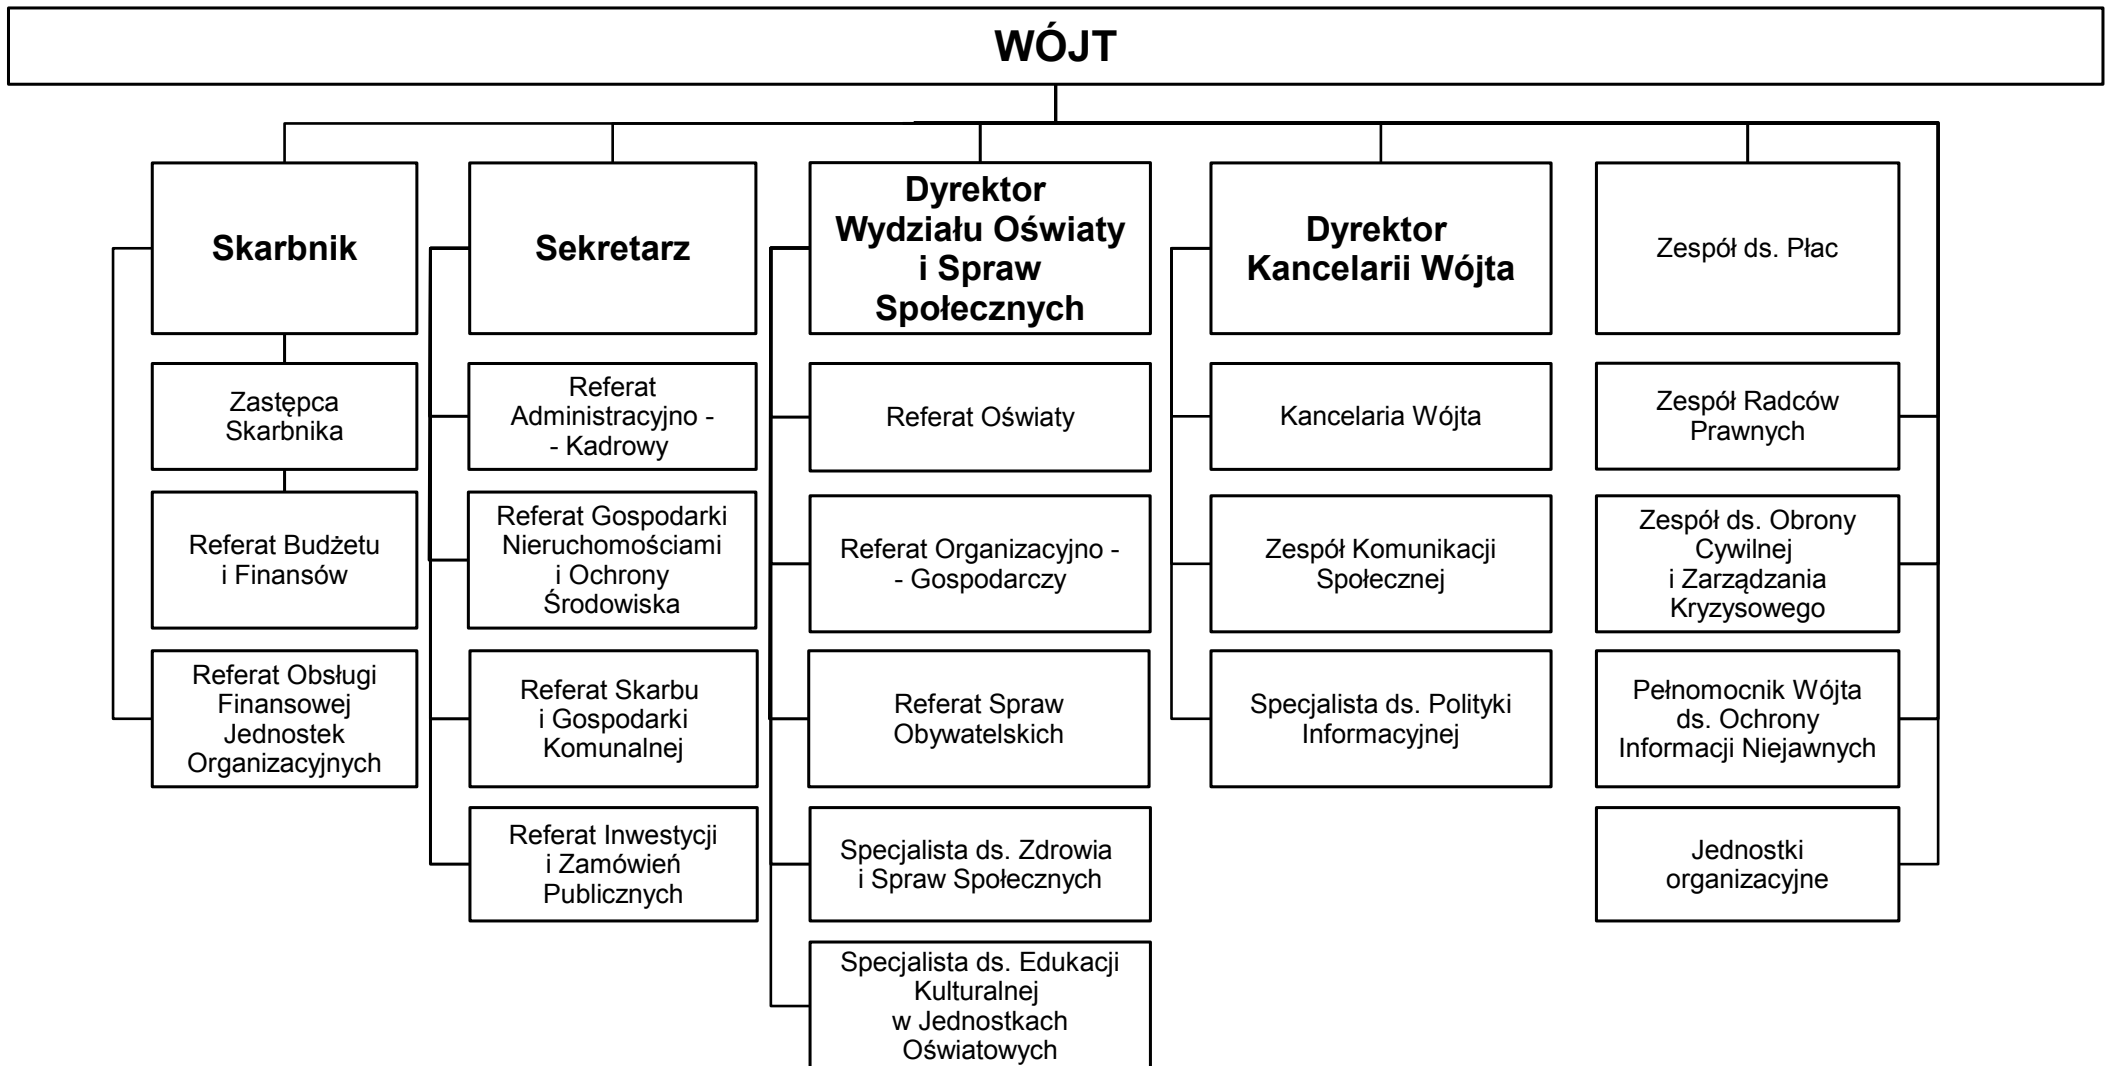 WÓJT
Skarbnik
Zastępca
Skarbnika
Referat Budżetu
i Finansów
Referat Obsługi
Finansowej
Jednostek
Organizacyjnych
Sekretarz
Referat
Administracyjno -
- Kadrowy
Referat Gospodarki
Nieruchomościami
i Ochrony
Środowiska
Referat Skarbu
i Gospodarki
Komunalnej
Referat Inwestycji
i Zamówień
Publicznych
Dyrektor
Wydziału Oświaty
i Spraw
Społecznych
Referat Oświaty
Referat Organizacyjno -
- Gospodarczy
Referat Spraw
Obywatelskich
Specjalista ds. Zdrowia
i Spraw Społecznych
Specjalista ds. Edukacji
Kulturalnej
w Jednostkach
Oświatowych
Dyrektor
Kancelarii Wójta
Kancelaria Wójta
Zespół Komunikacji
Społecznej
Specjalista ds. Polityki
Informacyjnej
Zespół ds. Płac
Zespół Radców
Prawnych
Zespół ds. Obrony
Cywilnej
i Zarządzania
Kryzysowego
Pełnomocnik Wójta
ds. Ochrony
Informacji Niejawnych
Jednostki
organizacyjne